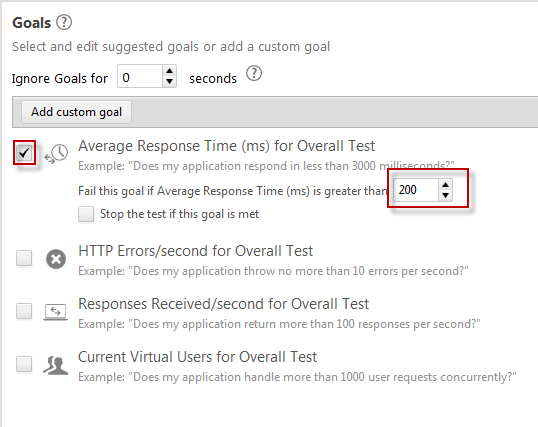 Goals ?
Select and edit suggested goals or add a custom goal
Ignore Goals for 0 seconds ?
Add custom goal
Average Response Time (ms) for Overall Test
Example: "Does my application respond in less than 3000 milliseconds?"
Fail this goal if Average Response Time (ms) is greater than 200
Stop the test if this goal is met
HTTP Errors/second for Overall Test
Example: "Does my application throw no more than 10 errors per second?"
Responses Received/second for Overall Test
Example: "Does my application return more than 100 responses per second?"
Current Virtual Users for Overall Test
Example: "Does my application handle more than 1000 user requests concurrently?"